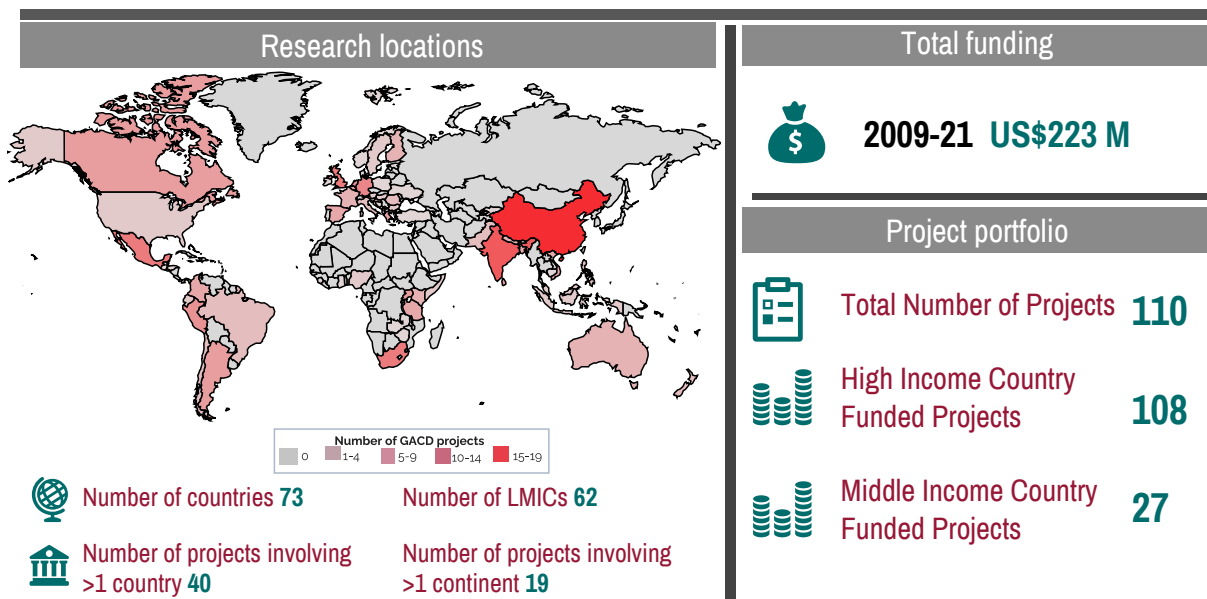 Research locations
Number of GACD projects
0 1-4 5-9 10-14 15-19
Number of countries 73
Number of LMICs 62
Number of projects involving
>1 country 40
Number of projects involving
>1 continent 19
Total funding
$
2009-21 US$223 M
Project portfolio
Total Number of Projects 110
High Income Country
Funded Projects 108
Middle Income Country
Funded Projects 27